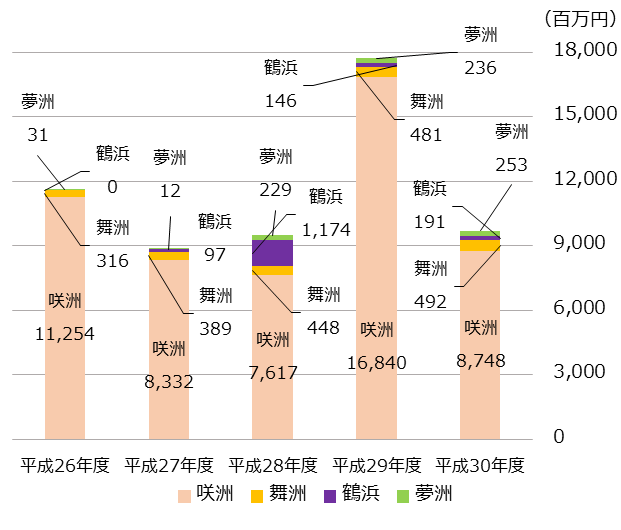 （百万円）
18,000
15,000
12,000
9,000
6,000
3,000
0
夢洲
31
鶴浜
0
舞洲
316
咲洲
11,254
夢洲
12
鶴浜
97
舞洲
389
咲洲
8,332
夢洲
229
鶴浜
1,174
舞洲
448
咲洲
7,617
夢洲
236
鶴浜
146
舞洲
481
咲洲
16,840
夢洲
253
鶴浜
191
舞洲
492
咲洲
8,748
平成26年度 平成27年度 平成28年度 平成29年度 平成30年度
咲洲 舞洲 鶴浜 夢洲